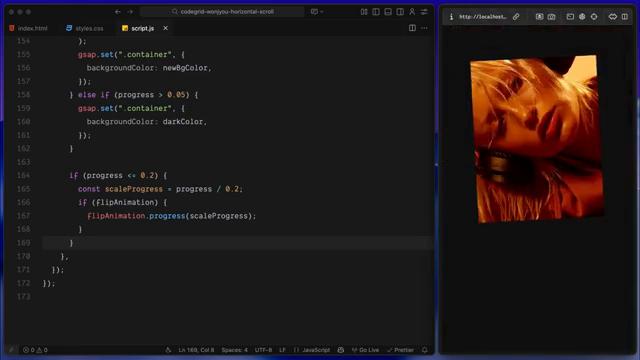 codegrid-wonjyou-horizontal-scroll
index.html
styles.css
script.js
http://localhost...
154 );
155 gsap.set(".container", {
156 backgroundColor: newBgColor,
157 });
158 } else if (progress > 0.05) {
159 gsap.set(".container", {
160 backgroundColor: darkColor,
161 });
162 }
163
164 if (progress <= 0.2) {
165 const scaleProgress = progress / 0.2;
166 if (flipAnimation) {
167 flipAnimation.progress(scaleProgress);
168 }
169 }
170 },
171 });
172 });
173
0 0 Ln 169, Col 8 Spaces: 4 UTF-8 LF {} JavaScript Go Live Prettier